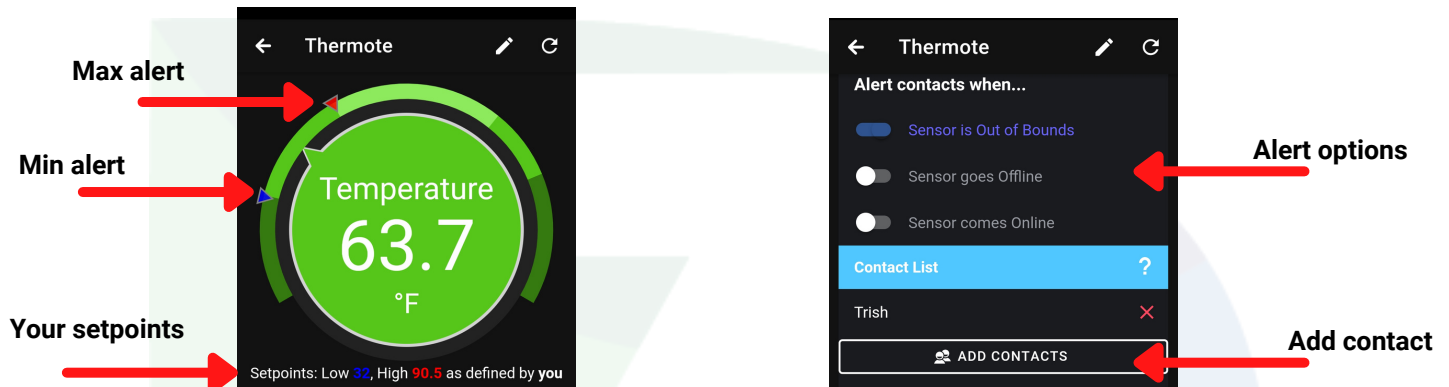 Thermote
Max alert
Min alert
Temperature
63.7
°F
Your setpoints
Setpoints: Low 32, High 90.5 as defined by you
Thermote
Alert contacts when...
Sensor is Out of Bounds
Alert options
Sensor goes Offline
Sensor comes Online
Contact List ?
Trish
Add contact
ADD CONTACTS